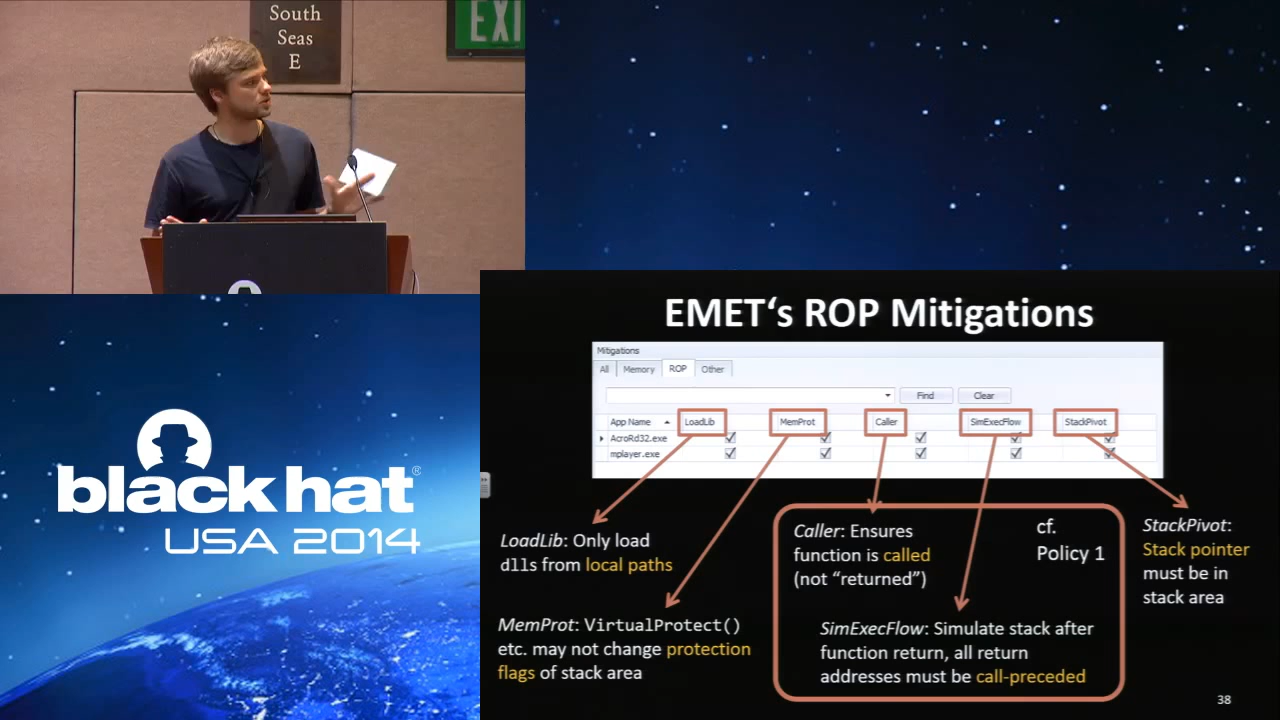 South
Seas
E
EXI
EMET‘s ROP Mitigations
Mitigations
All Memory ROP Other
Find Clear
App Name LoadLib MemProt Caller SimExecFlow StackPivot
AcroRd32.exe
mplayer.exe
LoadLib: Only load
dlls from local paths
MemProt: VirtualProtect()
etc. may not change protection
flags of stack area
Caller: Ensures
function is called
(not “returned”)
cf.
Policy 1
SimExecFlow: Simulate stack after
function return, all return
addresses must be call-preceded
StackPivot:
Stack pointer
must be in
stack area
38
black hat®
USA 2014